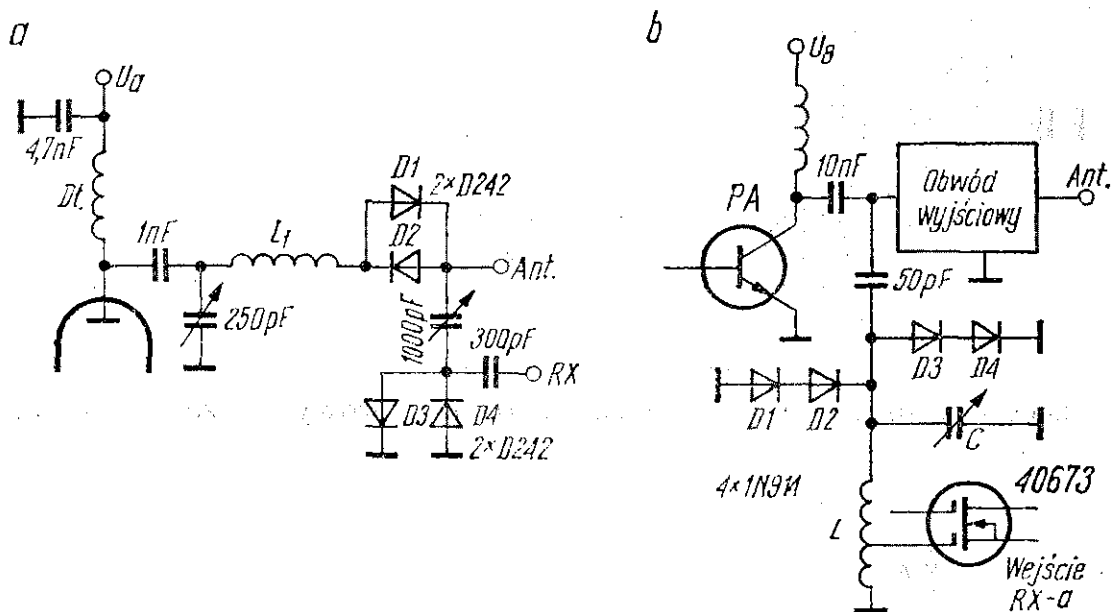 a
Ua
4,7nF
Dł.
1nF
L1
250pF
D1
2×D242
D2
Ant.
1000pF
300pF
RX
D3
D4
2×D242
b
UB
10nF
PA
Obwód
wyjściowy
Ant.
50pF
D3
D4
D1
D2
C
4×1N914
L
40673
Wejście
RX-a